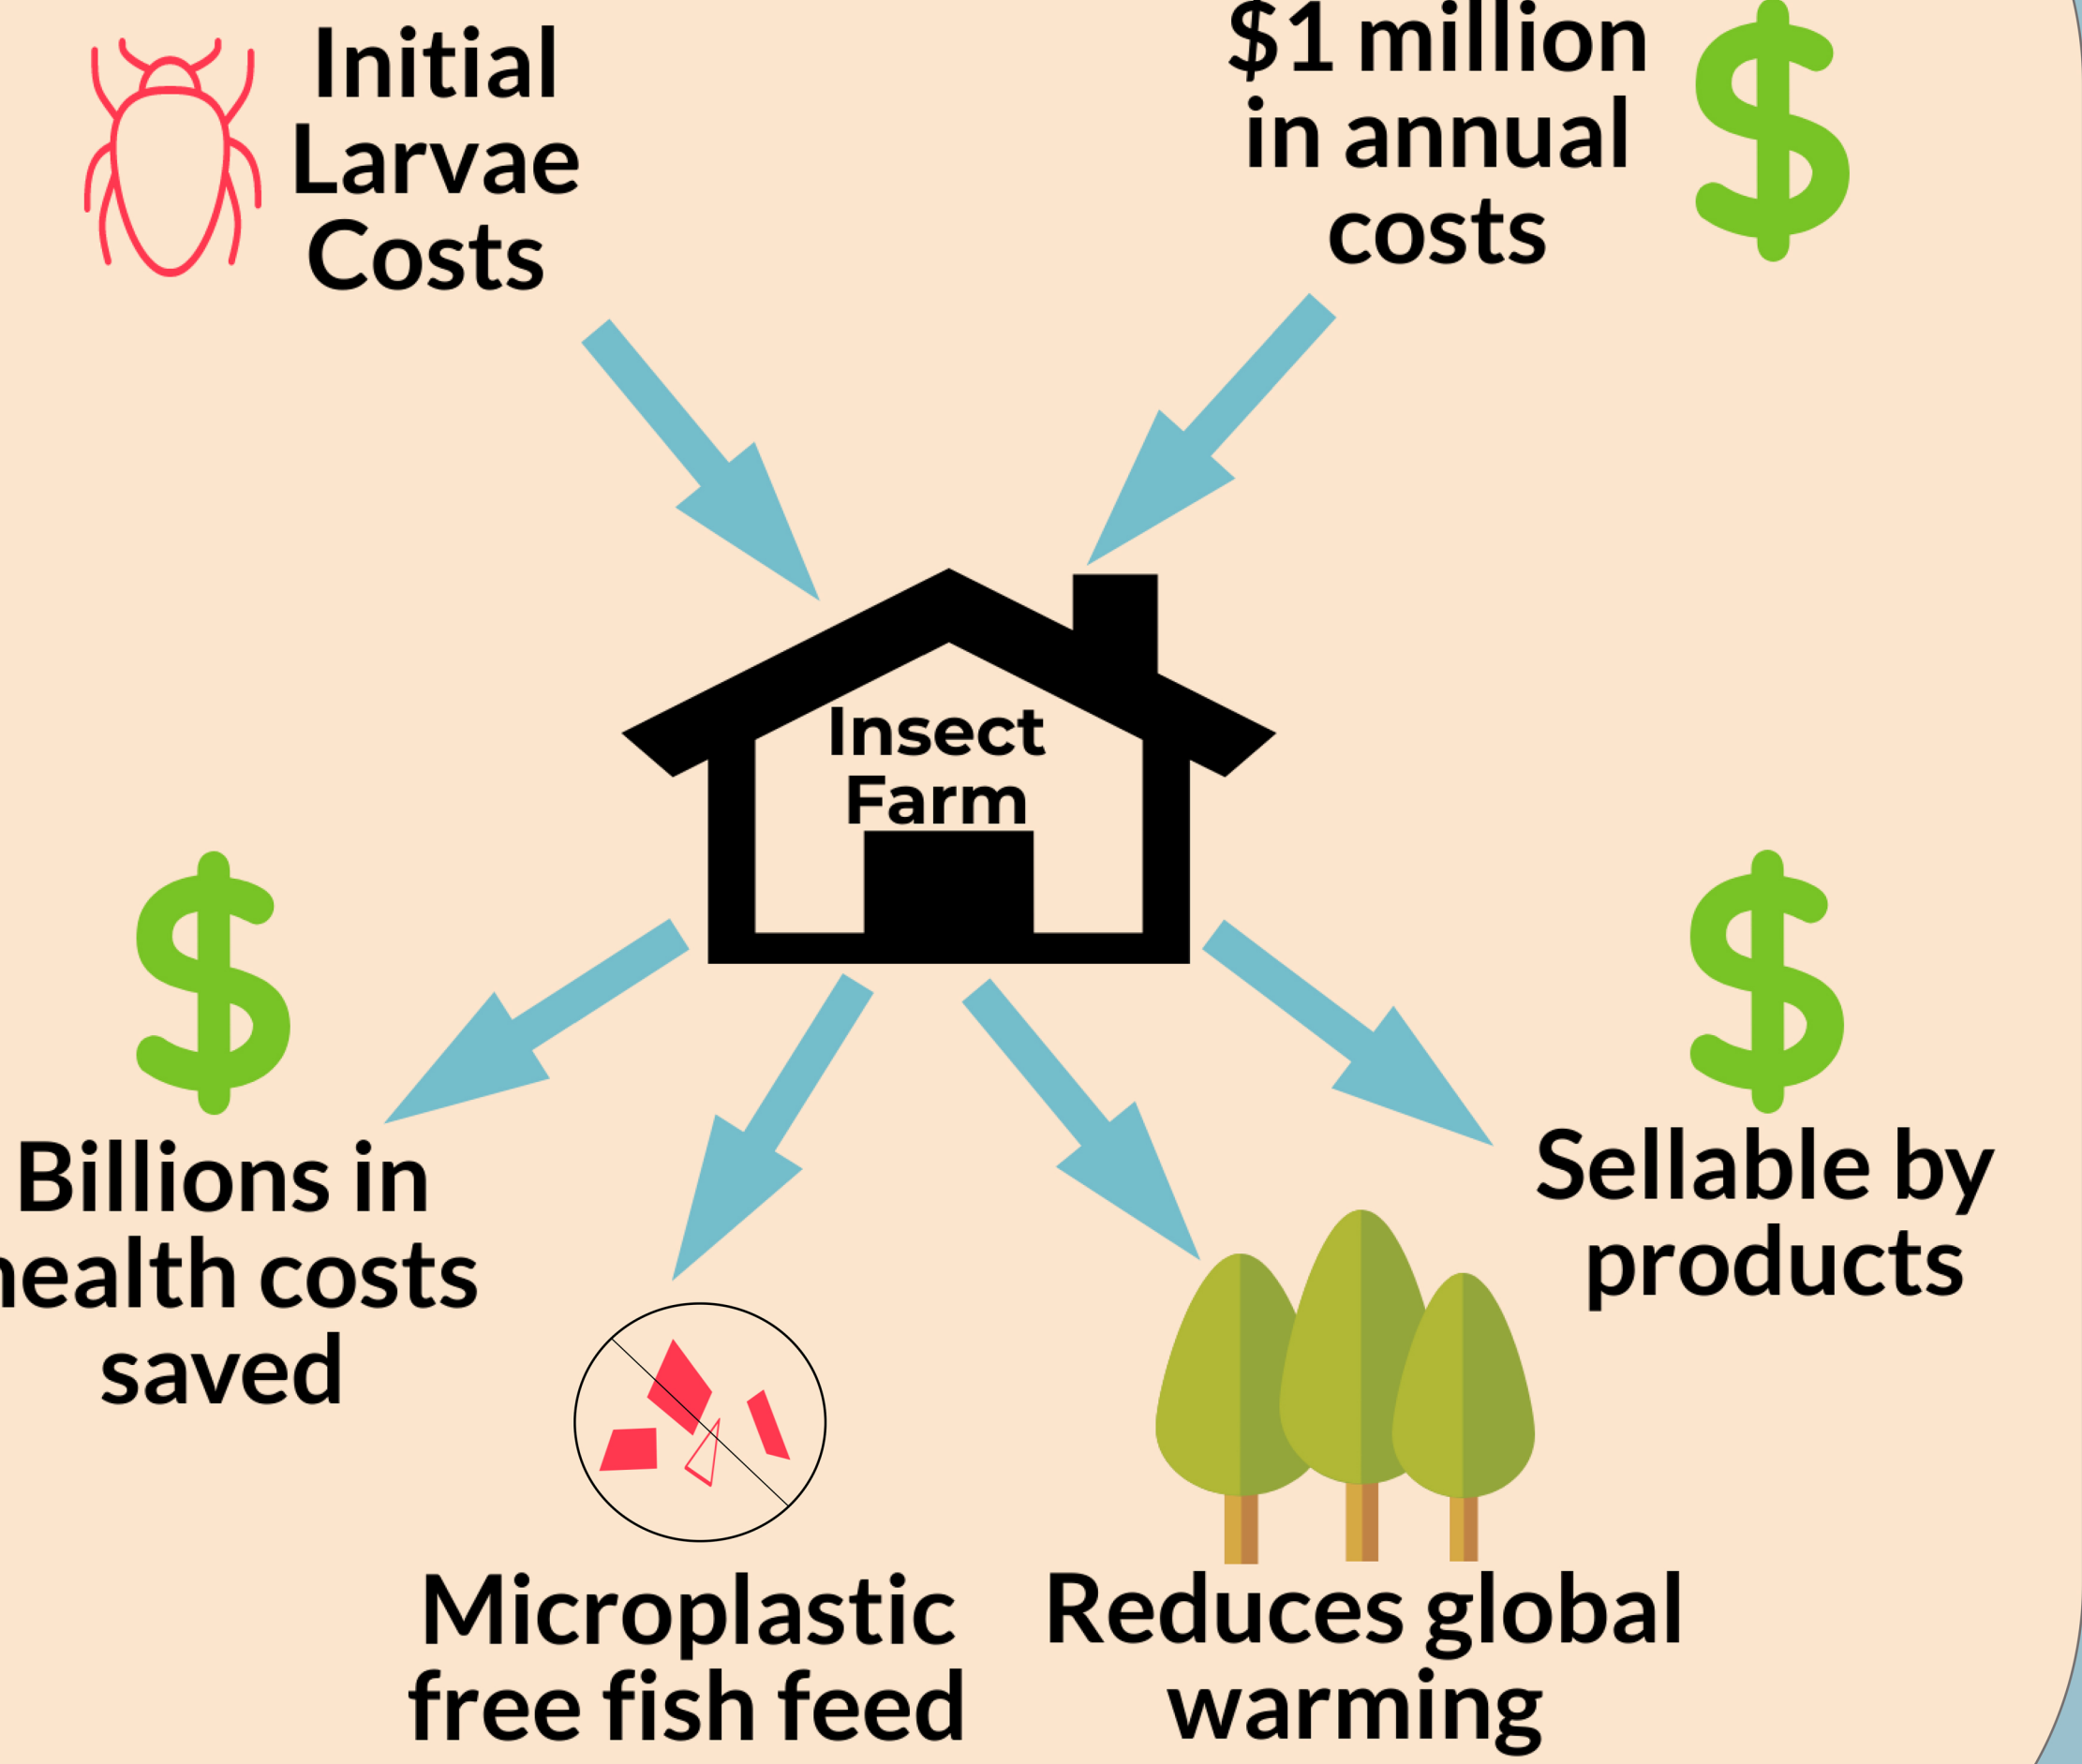 Initial
Larvae
Costs
$1 million
in annual
costs
Insect
Farm
Billions in
health costs
saved
Sellable by
products
Microplastic
free fish feed
Reduces global
warming